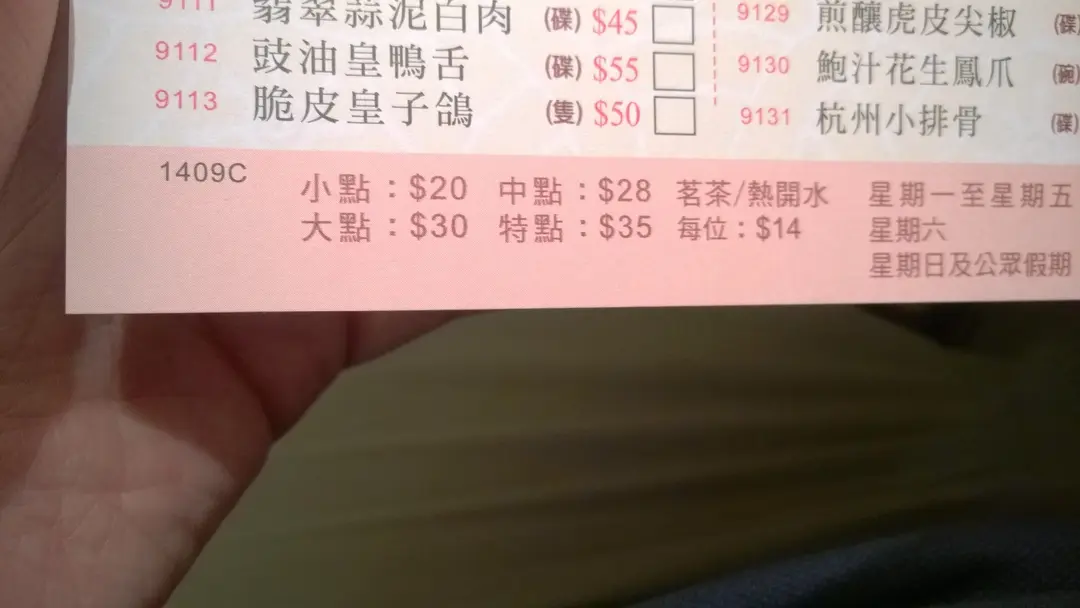 9111 翡翠蒜泥白肉 (碟) $45
9112 豉油皇鴨舌 (碟) $55
9113 脆皮皇子鴿 (隻) $50
9129 煎釀虎皮尖椒 (碟)
9130 鮑汁花生鳳爪 (碗)
9131 杭州小排骨 (碟)
1409C
小點：$20 中點：$28 茗茶/熱開水 星期一至星期五
大點：$30 特點：$35 每位：$14 星期六
星期日及公眾假期